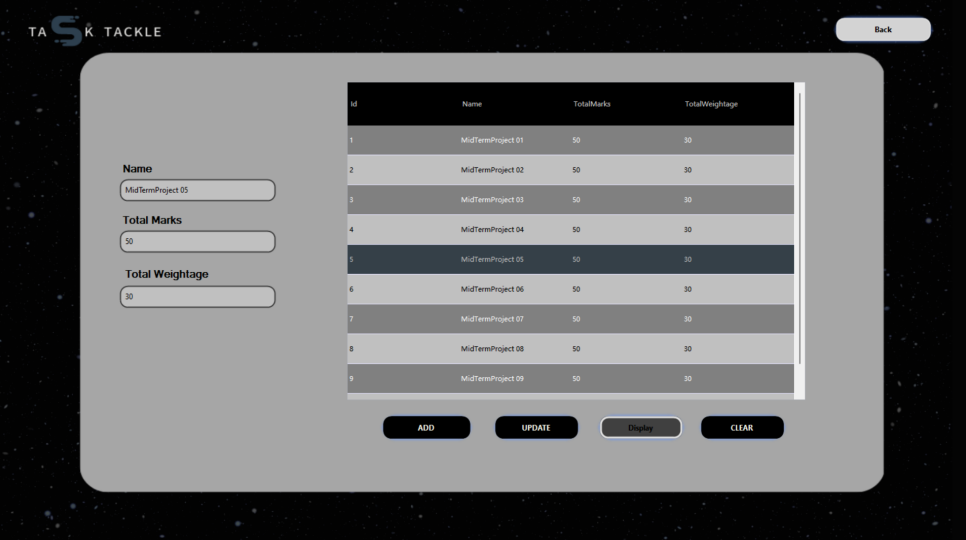 TA S K TACKLE
Back
Name
MidTermProject 05
Total Marks
50
Total Weightage
30
Id Name TotalMarks TotalWeightage
1 MidTermProject 01 50 30
2 MidTermProject 02 50 30
3 MidTermProject 03 50 30
4 MidTermProject 04 50 30
5 MidTermProject 05 50 30
6 MidTermProject 06 50 30
7 MidTermProject 07 50 30
8 MidTermProject 08 50 30
9 MidTermProject 09 50 30
ADD UPDATE Display CLEAR